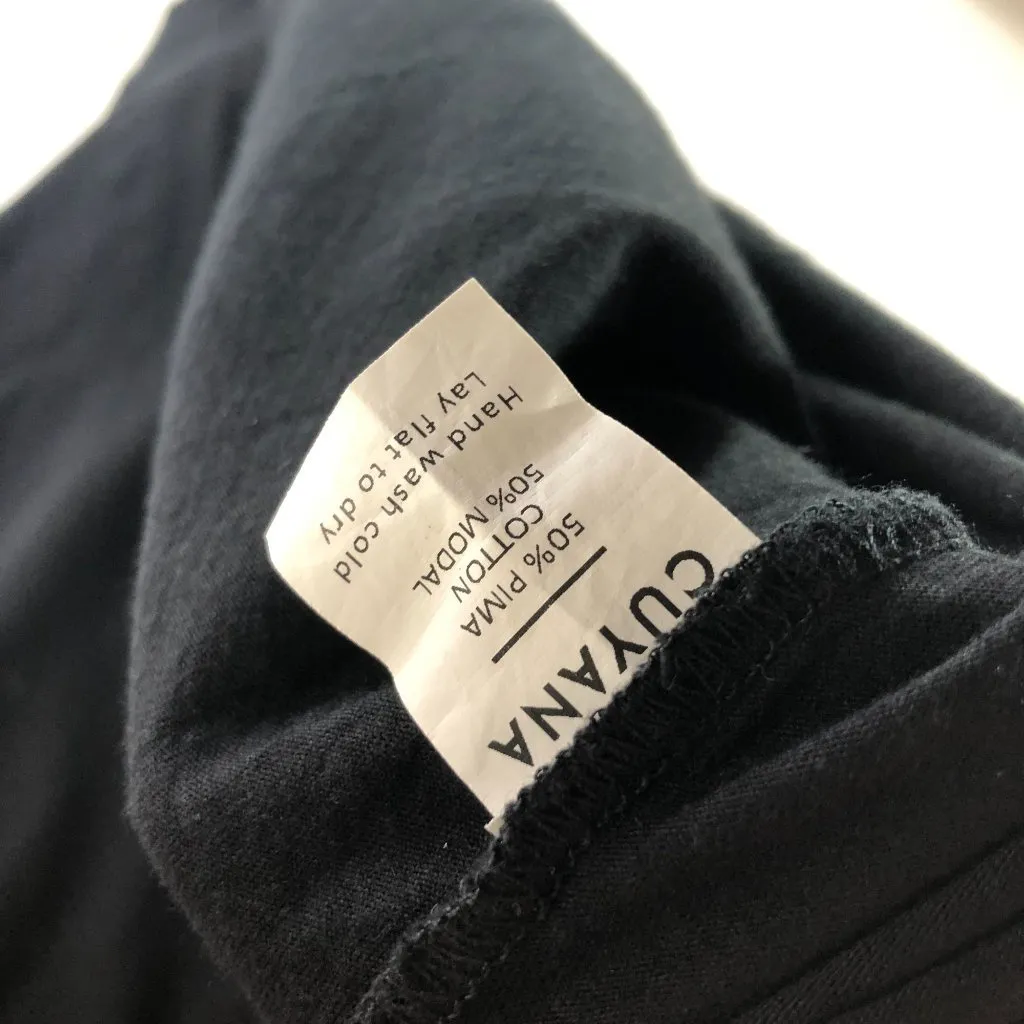 CUYANA
50% PIMA
COTTON
50% MODAL
Hand wash cold
Lay flat to dry